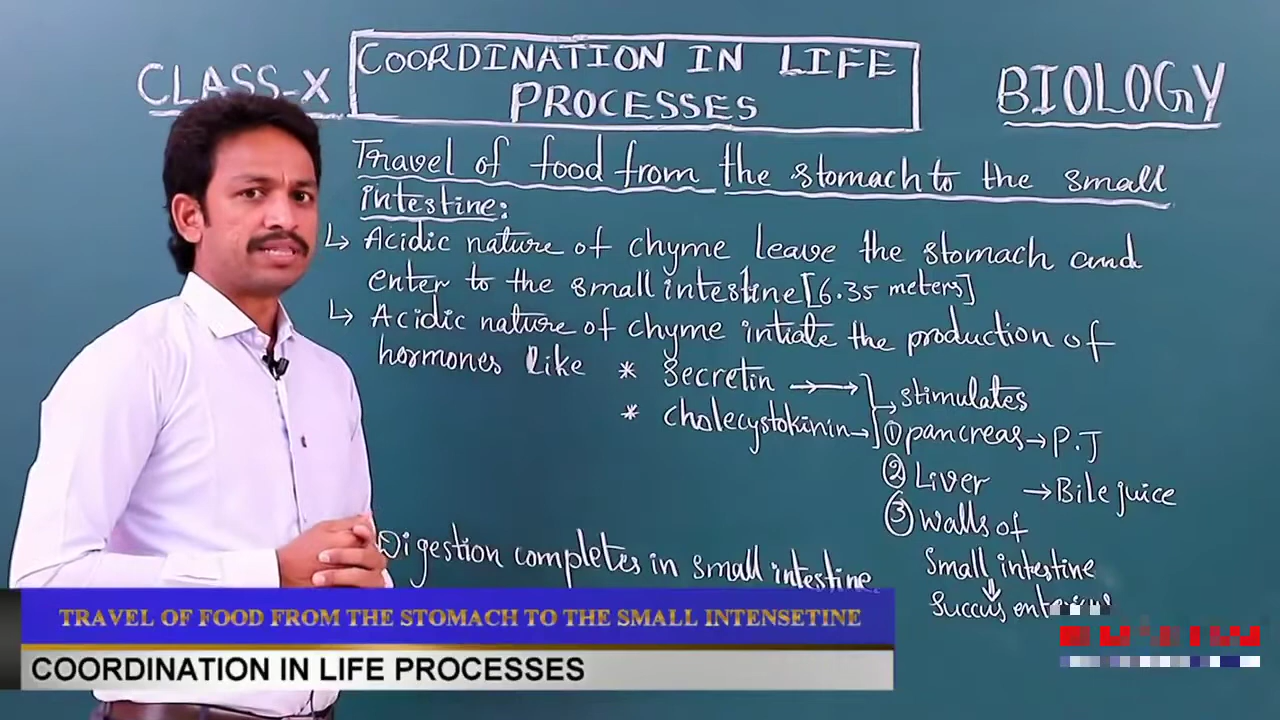 CLASS-X
COORDINATION IN LIFE
PROCESSES
BIOLOGY
Travel of food from the stomach to the small
intestine:
↳ Acidic nature of chyme leave the stomach and
enter to the small intestine [6.35 meters]
↳ Acidic nature of chyme intiate the production of
hormones like * Secretin →
* cholecystokinin →
→ stimulates
① pancreas → P.J
② Liver → Bile juice
③ Walls of
Small intestine
↓
Succus
Digestion completes in small intestine.
TRAVEL OF FOOD FROM THE STOMACH TO THE SMALL INTENSETINE
COORDINATION IN LIFE PROCESSES